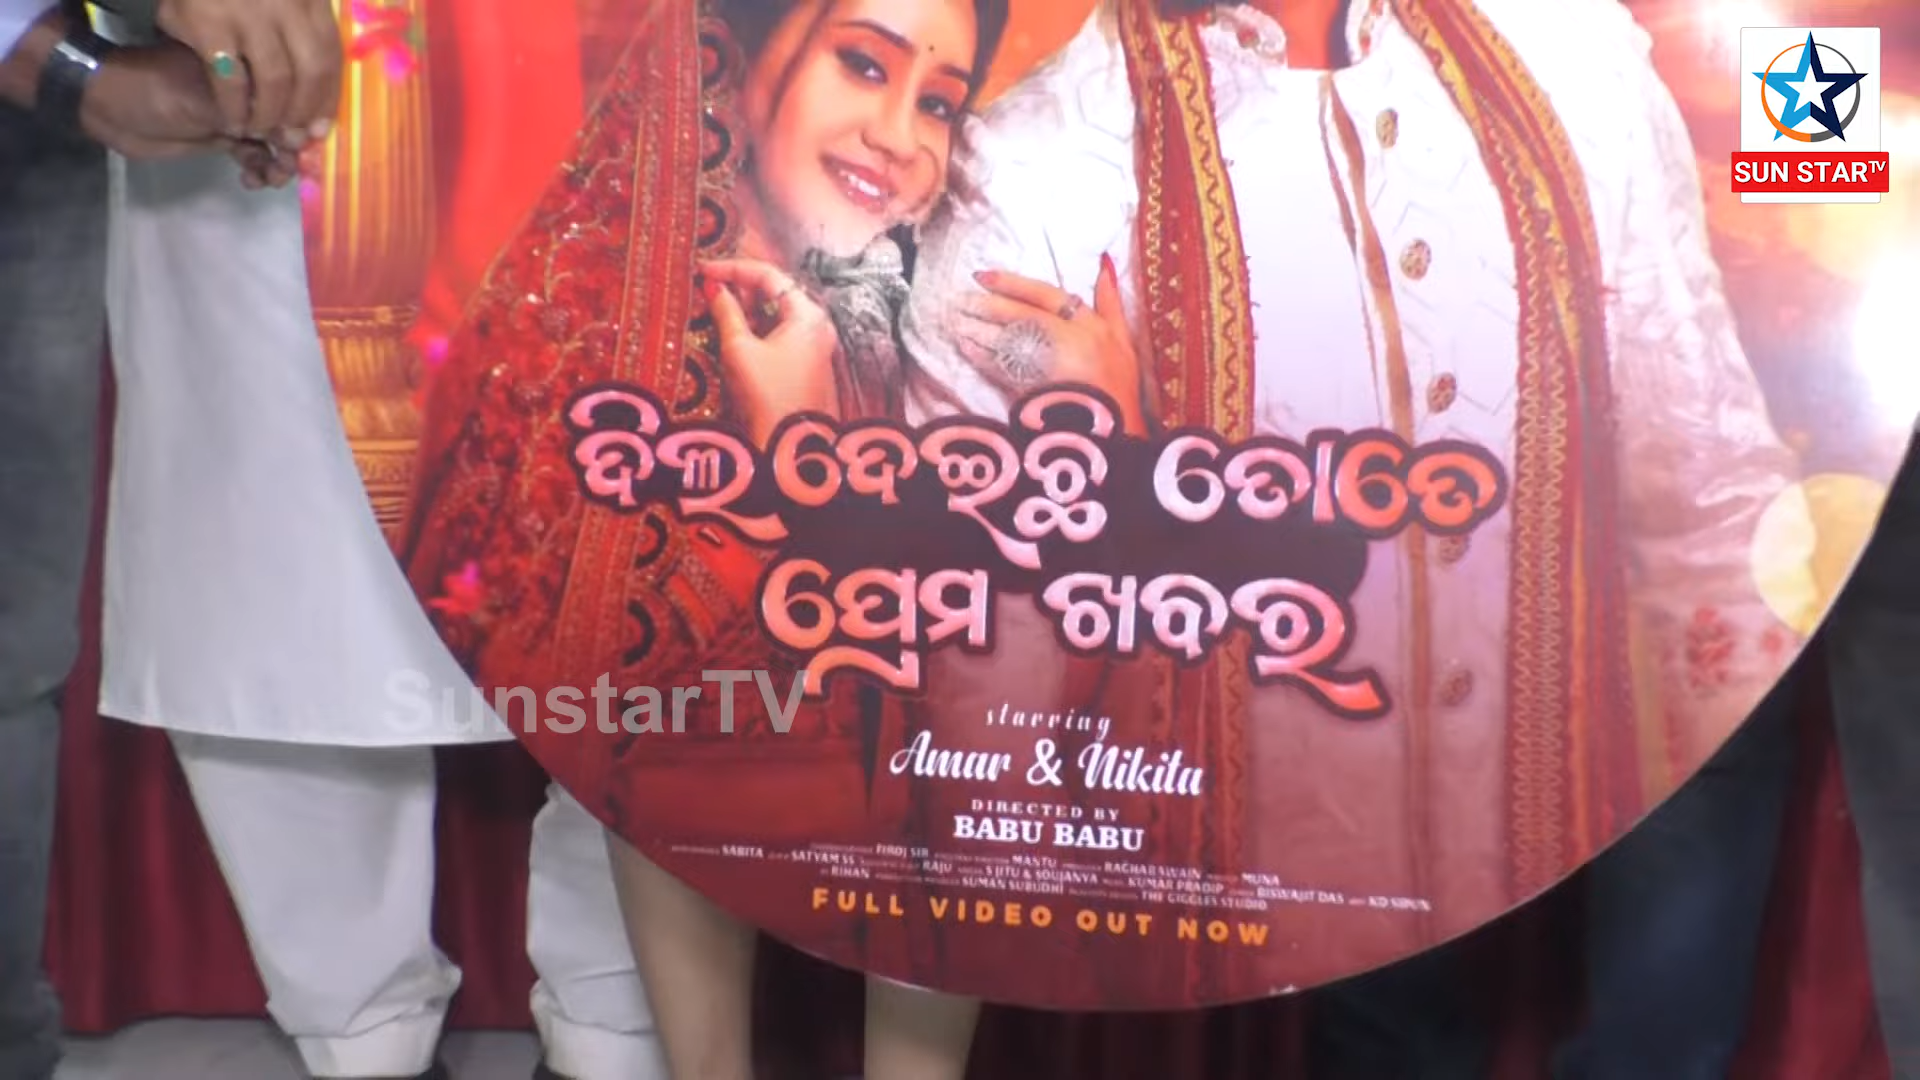 SUN STAR TV
ଦିଲ ଦେଇଛି ତୋତେ
ପ୍ରେମ ଖବର
SunstarTV
starring
Amar & Nikita
DIRECTED BY
BABU BABU
SABITA SATYAM SS FIROJ SIR RAJU MANTU RACHAR SWAIN MUNA
RIHAN S JITU & SOUJANYA KUMAR PRADIP BISWAJIT DAS KD SIPUN
SUMAN SUBUDHI THE GIGGLES STUDIO
FULL VIDEO OUT NOW